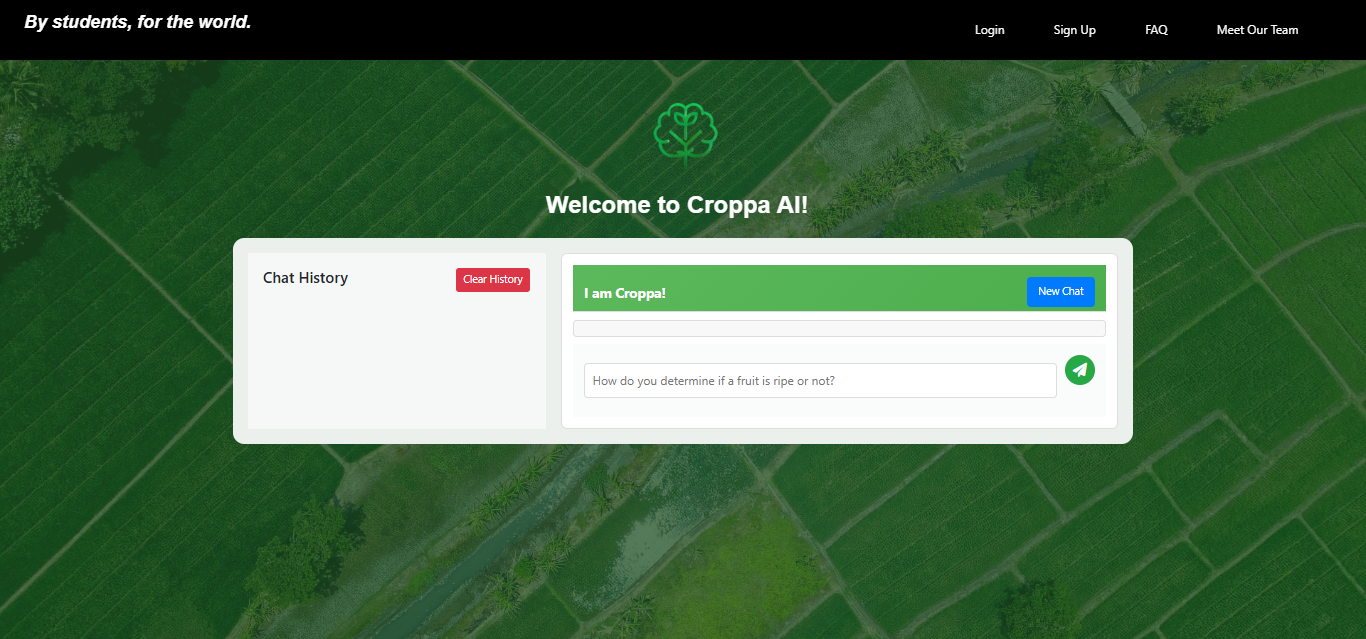 By students, for the world.
Login
Sign Up
FAQ
Meet Our Team
Welcome to Croppa AI!
Chat History
Clear History
I am Croppa!
New Chat
How do you determine if a fruit is ripe or not?